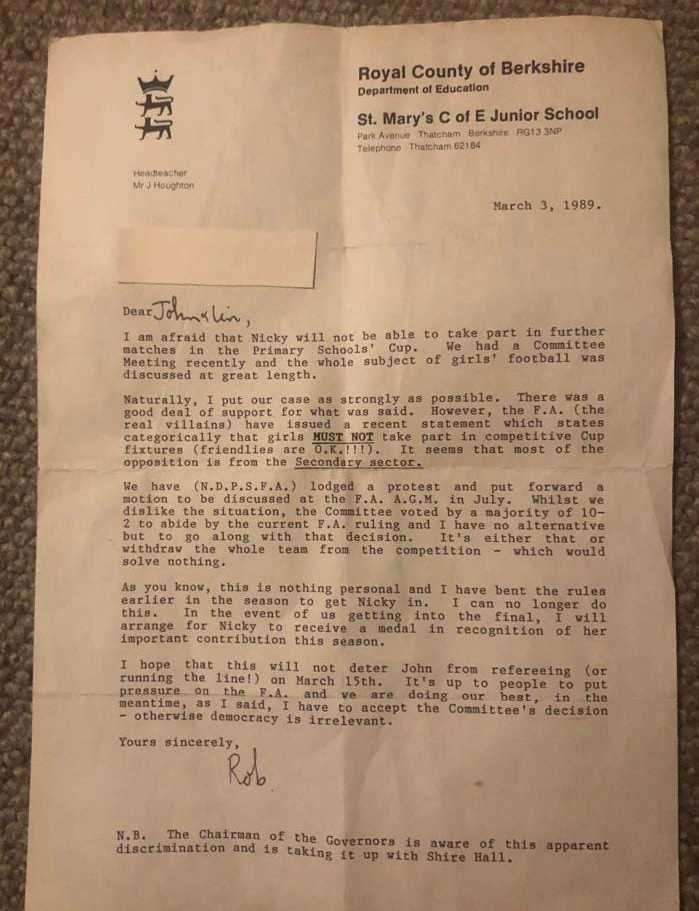 Royal County of Berkshire
Department of Education
St. Mary's C of E Junior School
Park Avenue Thatcham Berkshire RG13 3NP
Telephone Thatcham 62184
Headteacher
Mr J Houghton
March 3, 1989.
Dear John & Lin,
I am afraid that Nicky will not be able to take part in further
matches in the Primary Schools' Cup. We had a Committee
Meeting recently and the whole subject of girls' football was
discussed at great length.
Naturally, I put our case as strongly as possible. There was a
good deal of support for what was said. However, the F.A. (the
real villains) have issued a recent statement which states
categorically that girls MUST NOT take part in competitive Cup
fixtures (friendlies are O.K.!!!). It seems that most of the
opposition is from the Secondary sector.
We have (N.D.P.S.F.A.) lodged a protest and put forward a
motion to be discussed at the F.A. A.G.M. in July. Whilst we
dislike the situation, the Committee voted by a majority of 10-
2 to abide by the current F.A. ruling and I have no alternative
but to go along with that decision. It's either that or
withdraw the whole team from the competition - which would
solve nothing.
As you know, this is nothing personal and I have bent the rules
earlier in the season to get Nicky in. I can no longer do
this. In the event of us getting into the final, I will
arrange for Nicky to receive a medal in recognition of her
important contribution this season.
I hope that this will not deter John from refereeing (or
running the line!) on March 15th. It's up to people to put
pressure on the F.A. and we are doing our best, in the
meantime, as I said, I have to accept the Committee's decision
- otherwise democracy is irrelevant.
Yours sincerely,
Rob
N.B. The Chairman of the Governors is aware of this apparent
discrimination and is taking it up with Shire Hall.